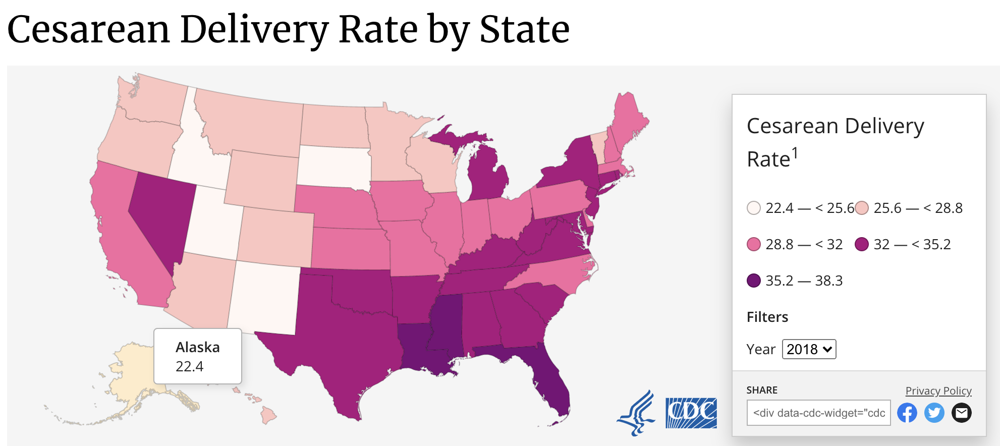 Cesarean Delivery Rate by State
Alaska
22.4
CDC
Cesarean Delivery
Rate1
22.4 — < 25.6
25.6 — < 28.8
28.8 — < 32
32 — < 35.2
35.2 — 38.3
Filters
Year 2018
SHARE
Privacy Policy
<div data-cdc-widget="cdc